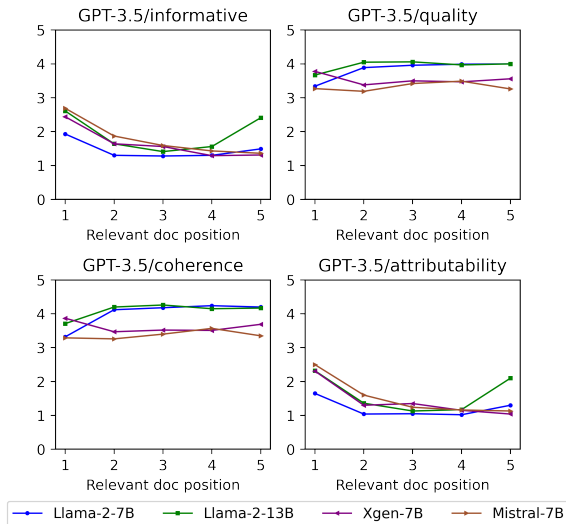 GPT-3.5/informative
GPT-3.5/quality
5
4
3
2
1
0
1 2 3 4 5
Relevant doc position
5
4
3
2
1
0
1 2 3 4 5
Relevant doc position
GPT-3.5/coherence
GPT-3.5/attributability
5
4
3
2
1
0
1 2 3 4 5
Relevant doc position
5
4
3
2
1
0
1 2 3 4 5
Relevant doc position
Llama-2-7B Llama-2-13B Xgen-7B Mistral-7B